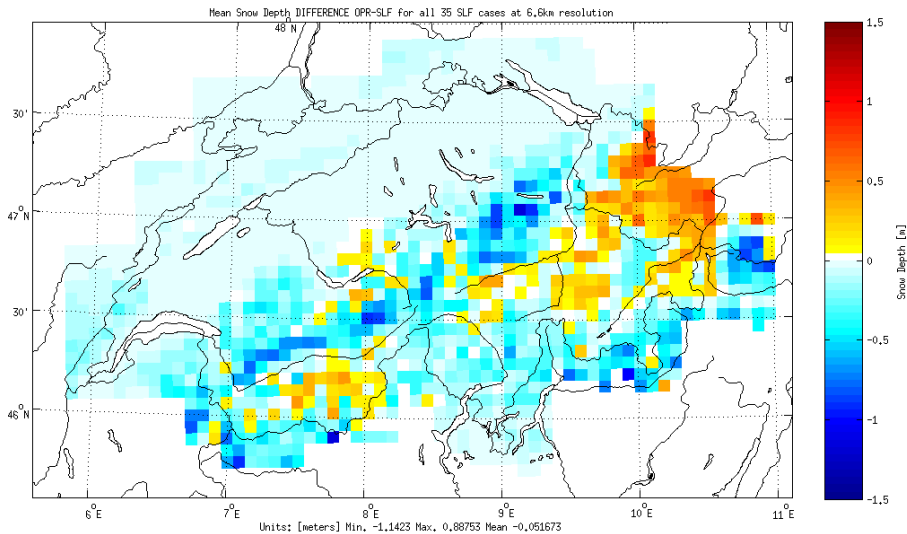 Mean Snow Depth DIFFERENCE OPR-SLF for all 35 SLF cases at 6.6km resolution
48°N
30'
47°N
30'
46°N
6°E 7°E 8°E 9°E 10°E 11°E
Units: [meters] Min. -1.1423 Max. 0.88753 Mean -0.051673
1.5
1
0.5
0
-0.5
-1
-1.5
Snow Depth [m]